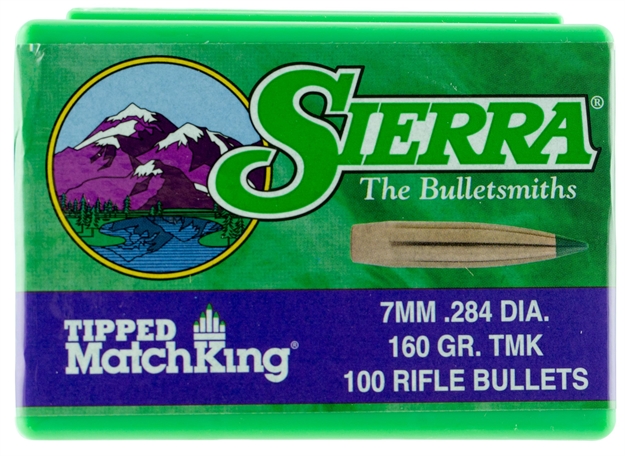 SIERRA®
The Bulletsmiths
TIPPED
MatchKing®
7MM .284 DIA.
160 GR. TMK
100 RIFLE BULLETS